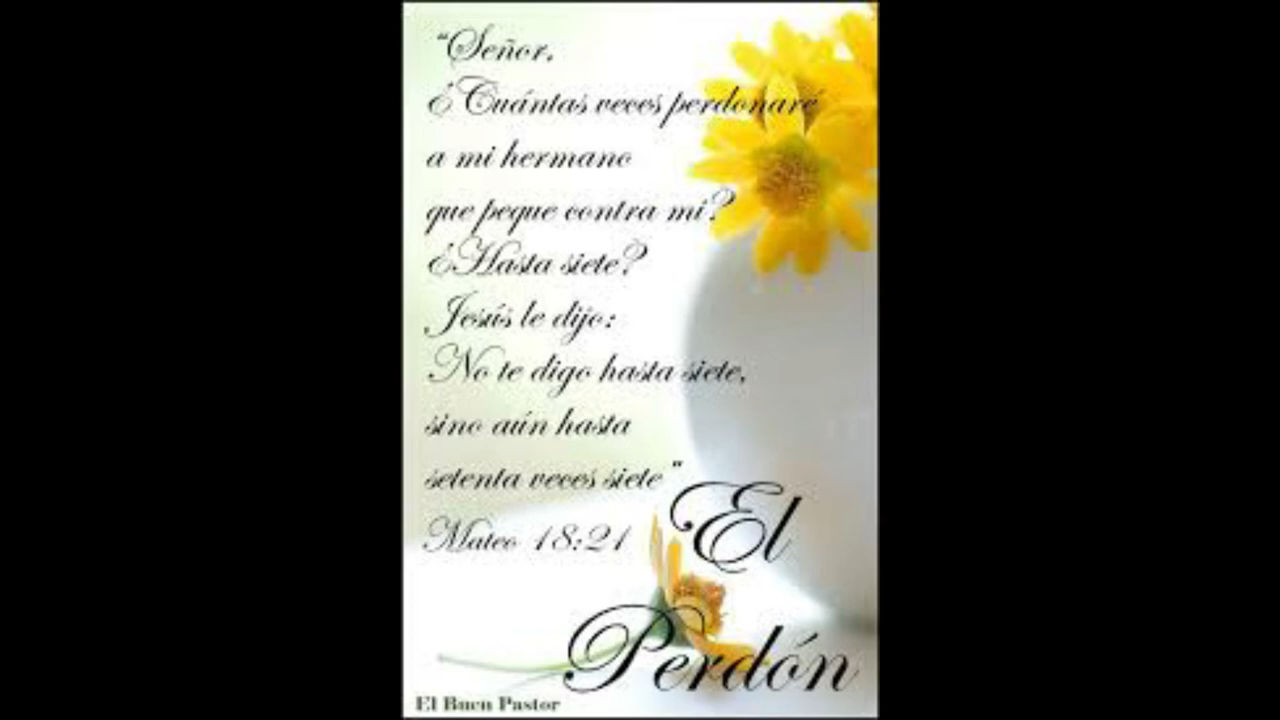 “Señor,
¿Cuántas veces perdonaré
a mi hermano
que peque contra mi?
¿Hasta siete?
Jesús le dijo:
No te digo hasta siete,
sino aún hasta
setenta veces siete”
Mateo 18:21
El
Perdón
El Buen Pastor